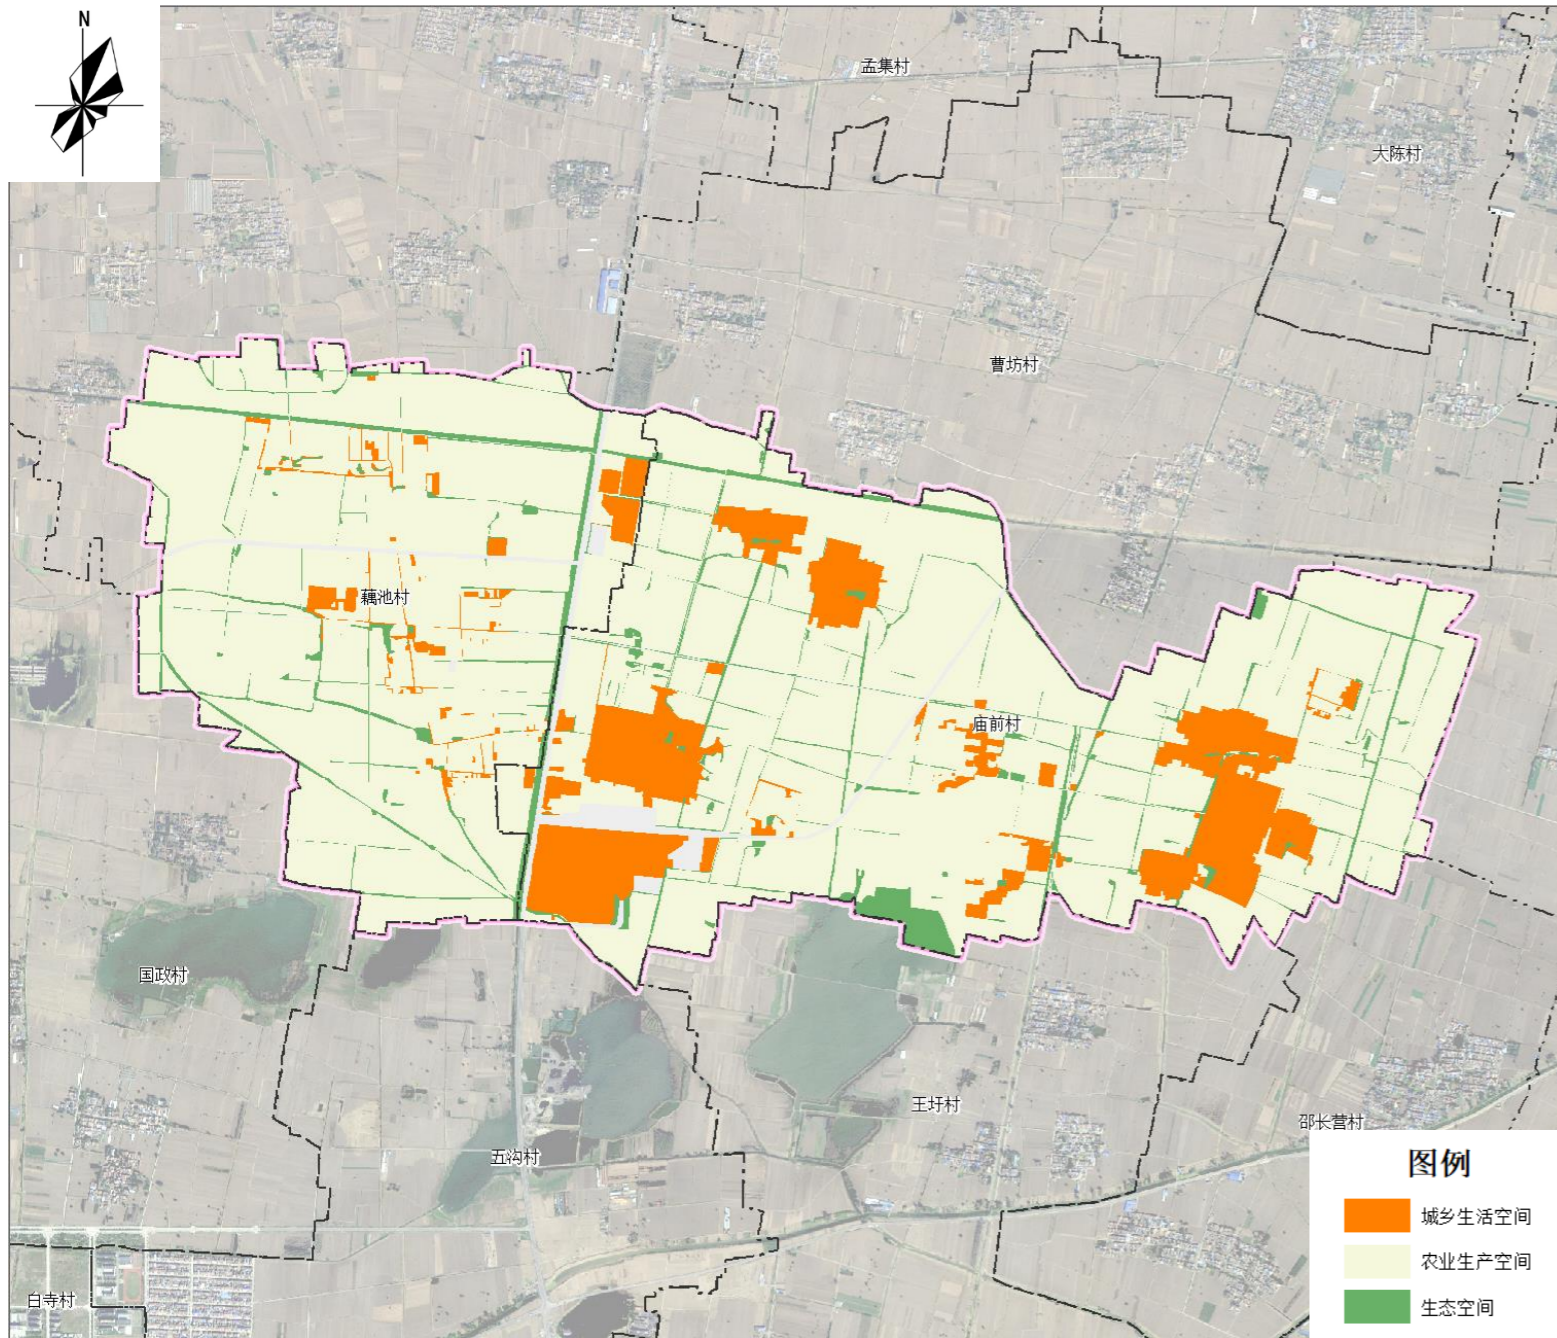 N
孟集村
大陈村
曹坊村
藕池村
庙前村
国政村
王圩村
邵长营村
五沟村
白寺村
图例
城乡生活空间
农业生产空间
生态空间